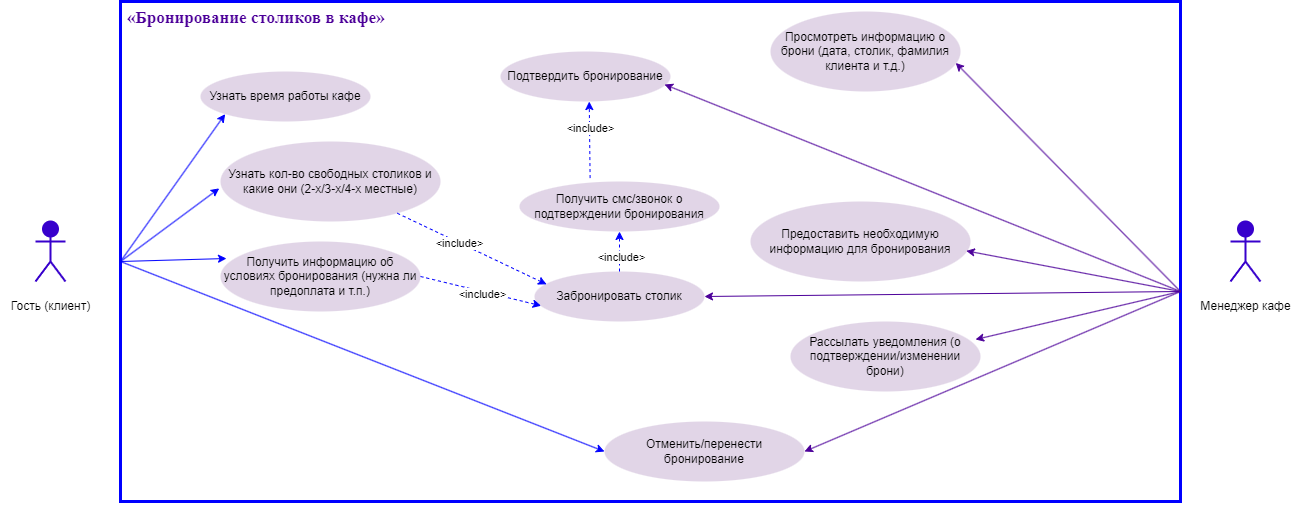 «Бронирование столиков в кафе»
Просмотреть информацию о
брони (дата, столик, фамилия
клиента и т.д.)
Подтвердить бронирование
Узнать время работы кафе
<include>
Узнать кол-во свободных столиков и
какие они (2-х/3-х/4-х местные)
Получить смс/звонок о
подтверждении бронирования
Предоставить необходимую
информацию для бронирования
<include>
<include>
Получить информацию об
условиях бронирования (нужна ли
предоплата и т.п.)
<include>
Забронировать столик
Гость (клиент)
Менеджер кафе
Рассылать уведомления (о
подтверждении/изменении
брони)
Отменить/перенести
бронирование